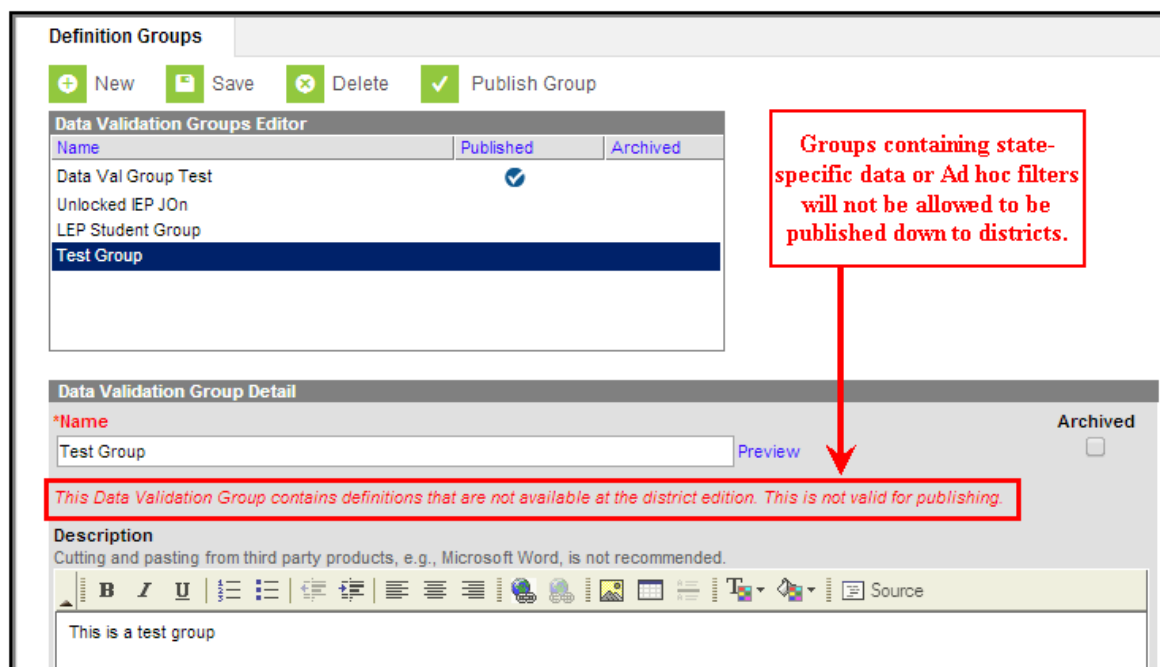 Definition Groups
New Save Delete Publish Group
Data Validation Groups Editor
Name Published Archived
Data Val Group Test
Unlocked IEP JOn
LEP Student Group
Test Group
Groups containing state-
specific data or Ad hoc filters
will not be allowed to be
published down to districts.
Data Validation Group Detail
*Name Archived
Test Group Preview
This Data Validation Group contains definitions that are not available at the district edition. This is not valid for publishing.
Description
Cutting and pasting from third party products, e.g., Microsoft Word, is not recommended.
B I U Source
This is a test group